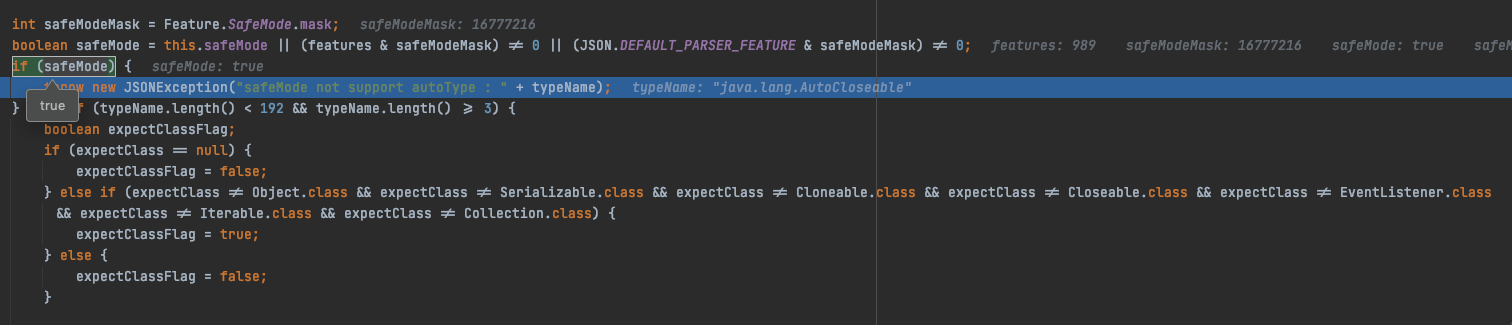 int safeModeMask = Feature.SafeMode.mask;   safeModeMask: 16777216
boolean safeMode = this.safeMode || (features & safeModeMask) ≠ 0 || (JSON.DEFAULT_PARSER_FEATURE & safeModeMask) ≠ 0;   features: 989   safeModeMask: 16777216   safeMode: true   safeM
if (safeMode) {   safeMode: true
throw new JSONException("safeMode not support autoType : " + typeName);   typeName: "java.lang.AutoCloseable"
true
} if (typeName.length() < 192 && typeName.length() ⩾ 3) {
boolean expectClassFlag;
if (expectClass == null) {
expectClassFlag = false;
} else if (expectClass ≠ Object.class && expectClass ≠ Serializable.class && expectClass ≠ Cloneable.class && expectClass ≠ Closeable.class && expectClass ≠ EventListener.class
&& expectClass ≠ Iterable.class && expectClass ≠ Collection.class) {
expectClassFlag = true;
} else {
expectClassFlag = false;
}